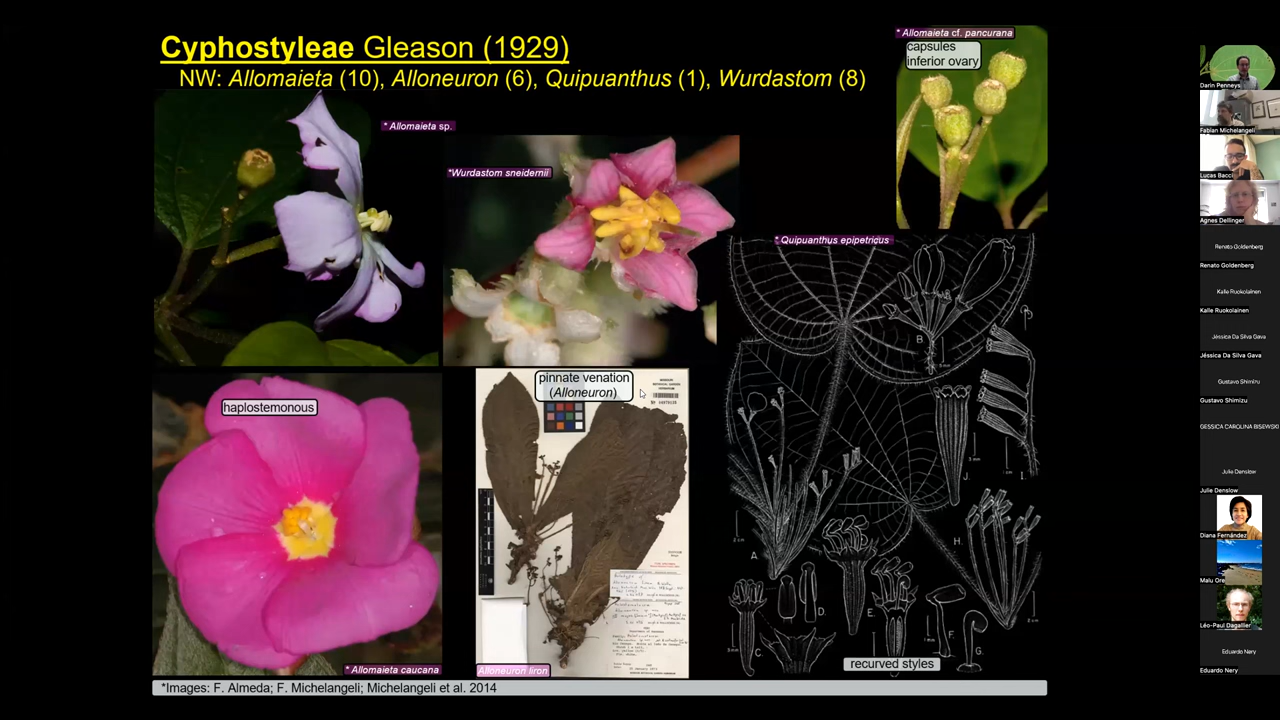 Cyphostyleae Gleason (1929)
NW: Allomaieta (10), Alloneuron (6), Quipuanthus (1), Wurdastom (8)
* Allomaieta cf. pancurana
capsules
inferior ovary
* Allomaieta sp.
*Wurdastom sneidernii
* Quipuanthus epipetricus
haplostemonous
pinnate venation
(Alloneuron)
* Allomaieta caucana
Alloneuron liron
recurved styles
A
B
C
D.
E
F.
G.
H.
I.
J.
*Images: F. Almeda; F. Michelangeli; Michelangeli et al. 2014
Darin Penneys
Fabian Michelangeli
Lucas Bacci
Agnes Dellinger
Renato Goldenberg
Renato Goldenberg
Kalle Ruokolainen
Kalle Ruokolainen
Jéssica Da Silva Gava
Jéssica Da Silva Gava
Gustavo Shimizu
Gustavo Shimizu
GESSICA CAROLINA BISEWSKI
Julie Denslow
Julie Denslow
Diana Fernández
Malu Ore
Léo-Paul Dagallier
Eduardo Nery
Eduardo Nery